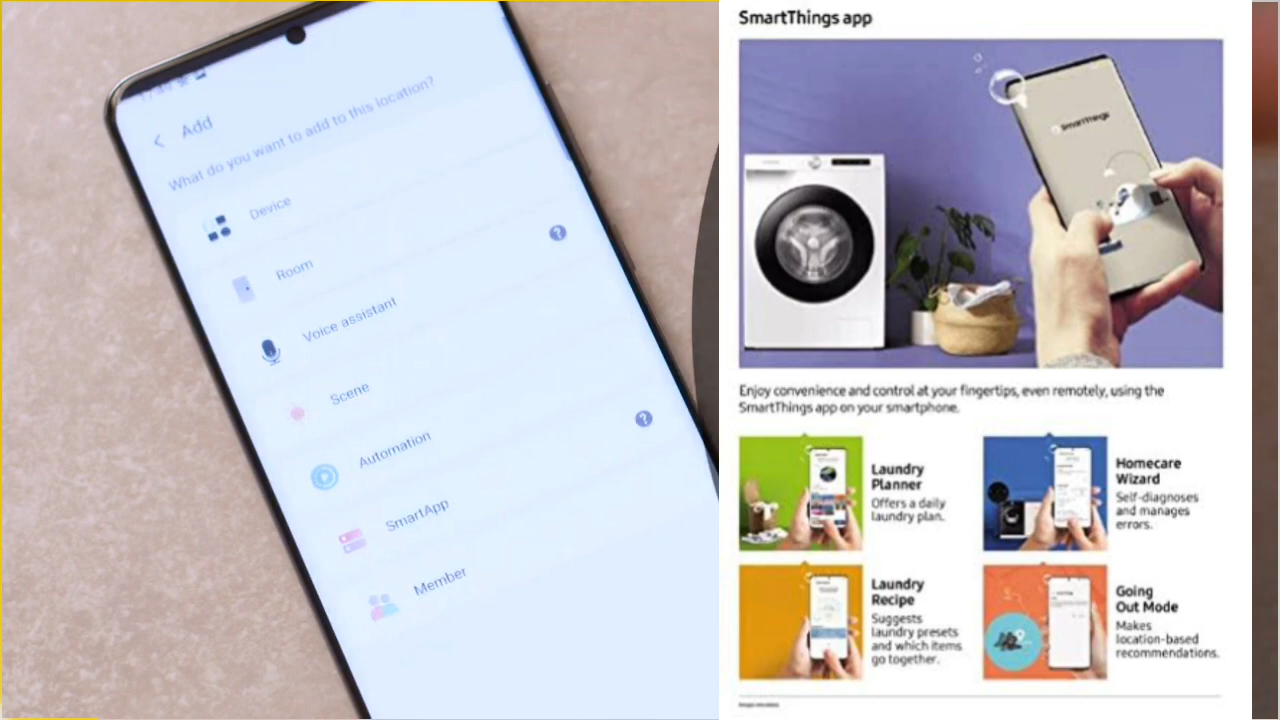 Add
What do you want to add to this location?
Device
Room
Voice assistant
Scene
Automation
SmartApp
Member
SmartThings app
SmartThings
Enjoy convenience and control at your fingertips, even remotely, using the
SmartThings app on your smartphone.
Laundry
Planner
Offers a daily
laundry plan.
Homecare
Wizard
Self-diagnoses
and manages
errors.
Laundry
Recipe
Suggests
laundry presets
and which items
go together.
Going
Out Mode
Makes
location-based
recommendations.